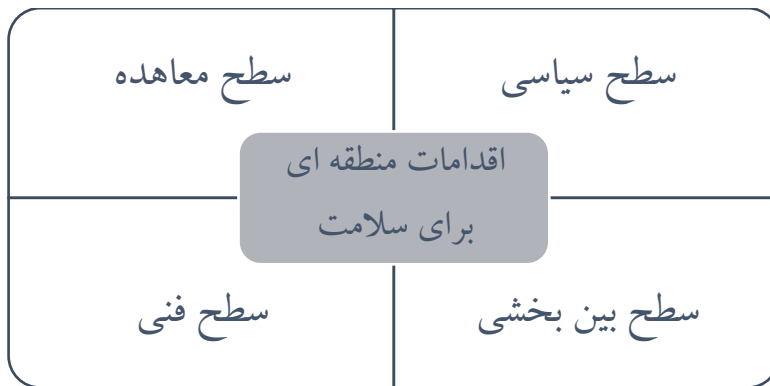 سطح سیاسی
سطح معاهده
اقدامات منطقه ای
برای سلامت
سطح بین بخشی
سطح فنی